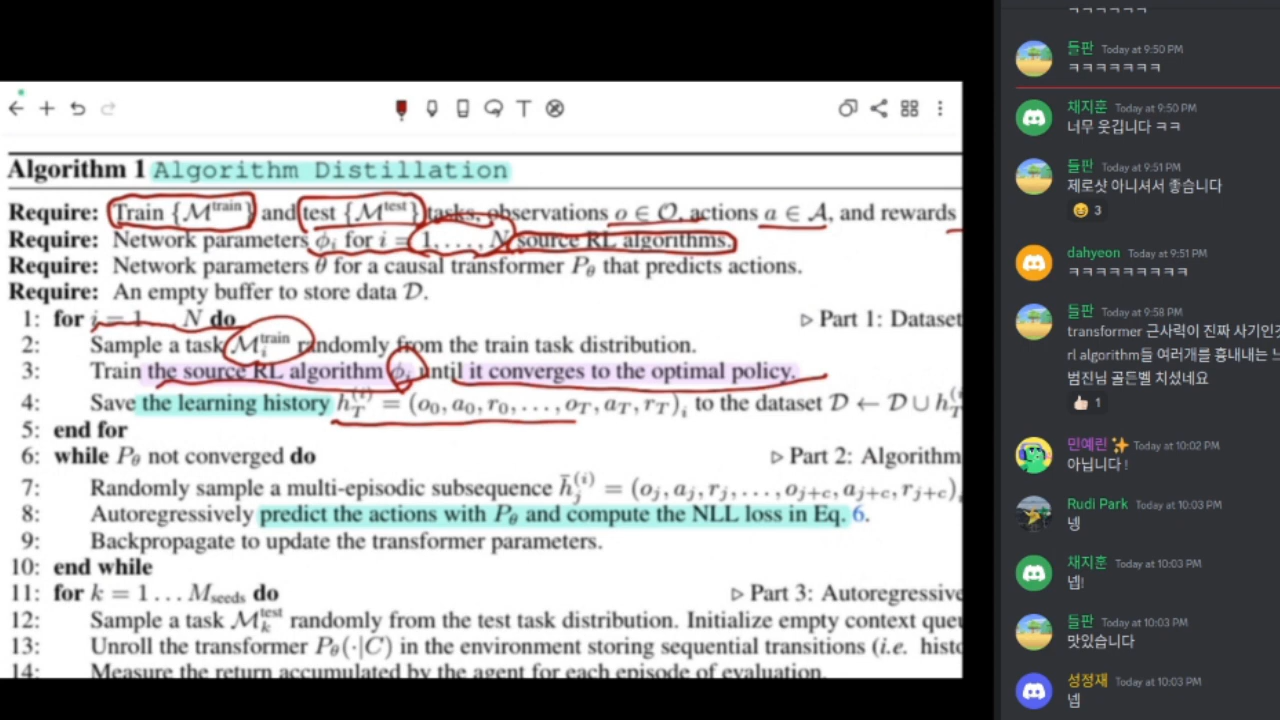 Algorithm 1 Algorithm Distillation
Require: Train {M^train} and test {M^test} tasks, observations o ∈ O, actions a ∈ A, and rewards
Require: Network parameters ϕ_i for i = 1, . . . , N source RL algorithms.
Require: Network parameters θ for a causal transformer P_θ that predicts actions.
Require: An empty buffer to store data D.
1: for i = 1 . . . N do ▷ Part 1: Dataset
2: Sample a task M_i^train randomly from the train task distribution.
3: Train the source RL algorithm ϕ_i until it converges to the optimal policy.
4: Save the learning history h_T^(i) = (o_0, a_0, r_0, . . . , o_T, a_T, r_T)_i to the dataset D ← D ∪ h_T^(i)
5: end for
6: while P_θ not converged do ▷ Part 2: Algorithm
7: Randomly sample a multi-episodic subsequence h̄_j^(i) = (o_j, a_j, r_j, . . . , o_{j+c}, a_{j+c}, r_{j+c})
8: Autoregressively predict the actions with P_θ and compute the NLL loss in Eq. 6.
9: Backpropagate to update the transformer parameters.
10: end while
11: for k = 1 . . . M_seeds do ▷ Part 3: Autoregressive
12: Sample a task M_k^test randomly from the test task distribution. Initialize empty context
13: Unroll the transformer P_θ(·|C) in the environment storing sequential transitions (i.e.
14: Measure the return accumulated by the agent for each episode of evaluation.
들판 Today at 9:50 PM
ㅋㅋㅋㅋㅋㅋㅋ
채지훈 Today at 9:50 PM
너무 웃깁니다 ㅋㅋ
들판 Today at 9:51 PM
제로샷 아니셔서 좋습니다
3
dahyeon Today at 9:51 PM
ㅋㅋㅋㅋㅋㅋㅋㅋㅋ
들판 Today at 9:58 PM
transformer 근사력이 진짜
rl algorithm들 여러개를 흉내내는
범진님 골든벨 치셨네요
1
민예린 Today at 10:02 PM
아닙니다 !
Rudi Park Today at 10:03 PM
넹
채지훈 Today at 10:03 PM
넵!
들판 Today at 10:03 PM
맛있습니다
성정재 Today at 10:03 PM
넵